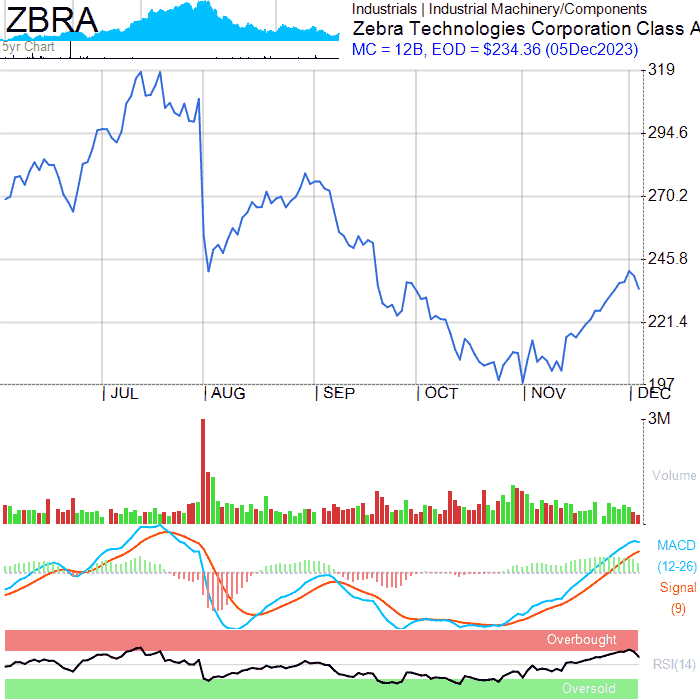 ZBRA
5yr Chart
Industrials | Industrial Machinery/Components
Zebra Technologies Corporation Class A
MC = 12B, EOD = $234.36 (05Dec2023)
319
294.6
270.2
245.8
221.4
197
JUL
AUG
SEP
OCT
NOV
DEC
3M
Volume
MACD
(12-26)
Signal
(9)
Overbought
RSI(14)
Oversold